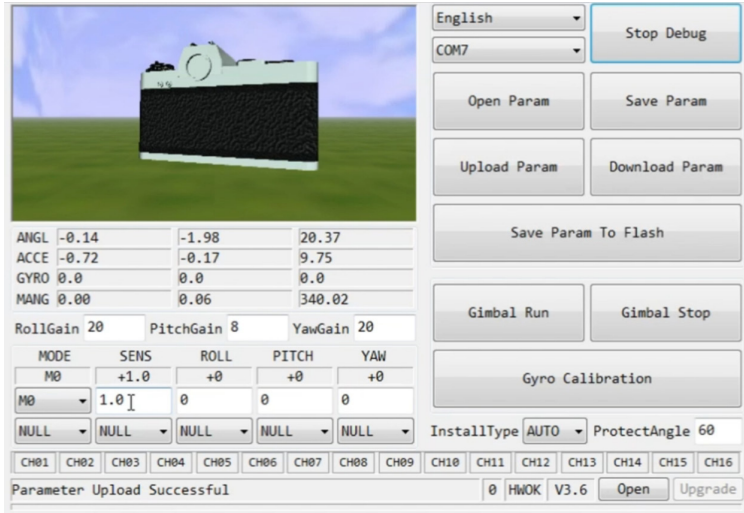 English Stop Debug
COM7
Open Param Save Param
Upload Param Download Param
Save Param To Flash
ANGL -0.14 -1.98 20.37
ACCE -0.72 -0.17 9.75
GYRO 0.0 0.0 0.0
MANG 0.00 0.06 340.02
RollGain 20 PitchGain 8 YawGain 20
Gimbal Run Gimbal Stop
MODE SENS ROLL PITCH YAW
M0 +1.0 +0 +0 +0
Gyro Calibration
M0 1.0 0 0 0
NULL NULL NULL NULL NULL InstallType AUTO ProtectAngle 60
CH01 CH02 CH03 CH04 CH05 CH06 CH07 CH08 CH09 CH10 CH11 CH12 CH13 CH14 CH15 CH16
Parameter Upload Successful 0 HWOK V3.6 Open Upgrade